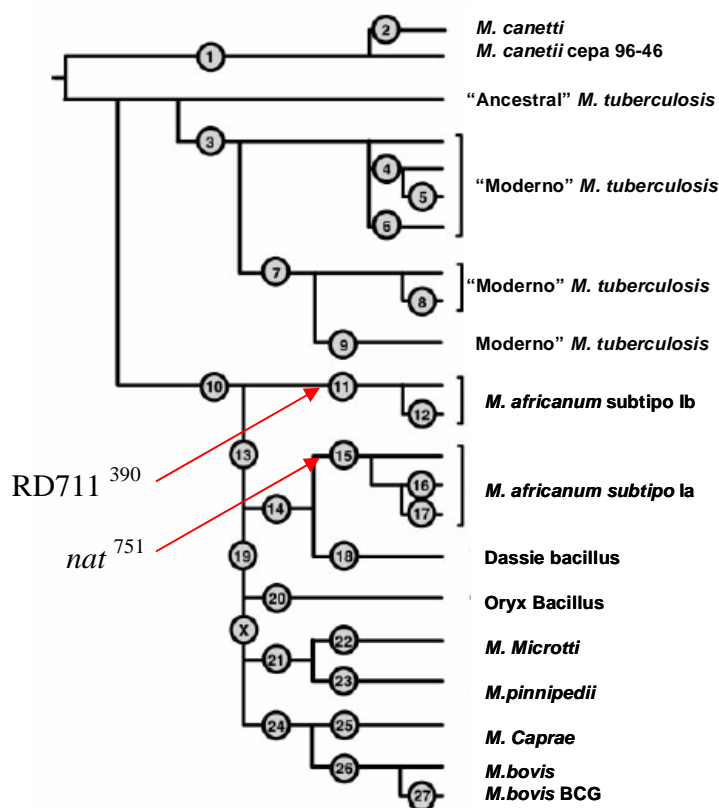 2
M. canetti
1
M. canetii cepa 96-46
“Ancestral” M. tuberculosis
3
4
“Moderno” M. tuberculosis
5
6
7
“Moderno” M. tuberculosis
8
9
Moderno” M. tuberculosis
10
11
M. africanum subtipo Ib
12
RD711 390
13
15
16
M. africanum subtipo Ia
17
14
nat 751
19
18
Dassie bacillus
20
Oryx Bacillus
X
22
M. Microtti
21
23
M.pinnipedii
24
25
M. Caprae
26
M.bovis
27
M.bovis BCG